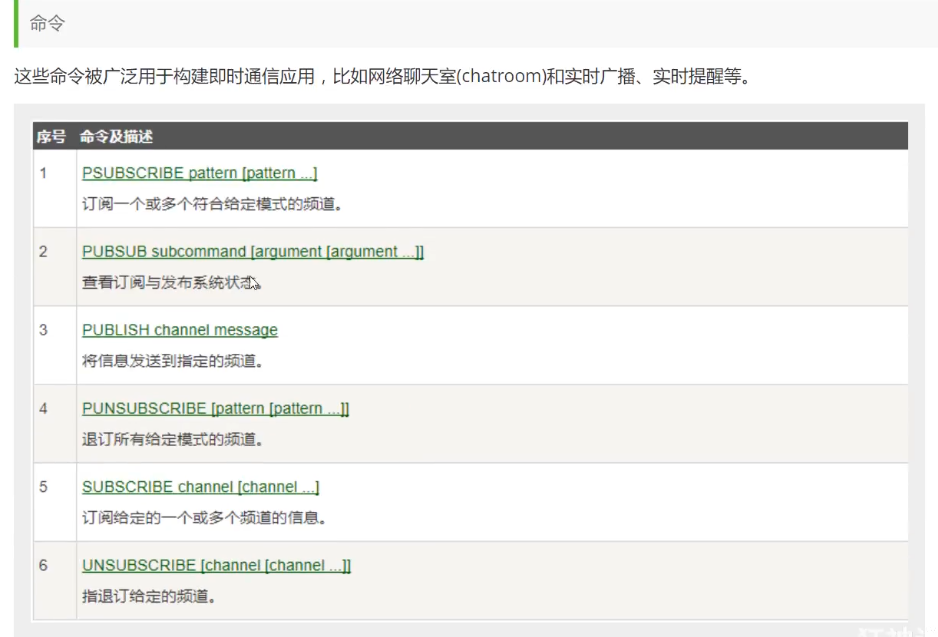 命令
这些命令被广泛用于构建即时通信应用，比如网络聊天室(chatroom)和实时广播、实时提醒等。
序号 命令及描述
1 PSUBSCRIBE pattern [pattern ...]
订阅一个或多个符合给定模式的频道。
2 PUBSUB subcommand [argument [argument ...]]
查看订阅与发布系统状态。
3 PUBLISH channel message
将信息发送到指定的频道。
4 PUNSUBSCRIBE [pattern [pattern ...]]
退订所有给定模式的频道。
5 SUBSCRIBE channel [channel ...]
订阅给定的一个或多个频道的信息。
6 UNSUBSCRIBE [channel [channel ...]]
指退订给定的频道。